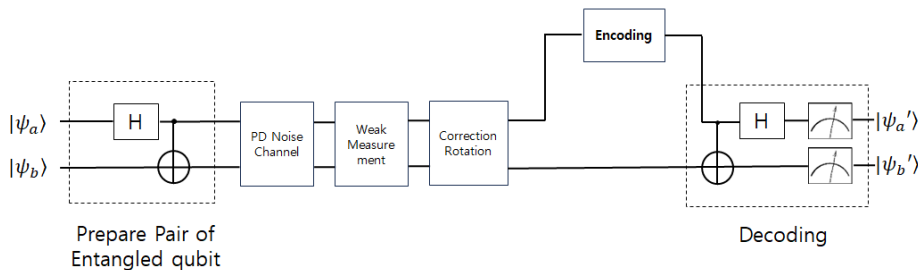 Encoding
|ψa⟩
H
PD Noise
Channel
Weak
Measure
ment
Correction
Rotation
H
|ψa′⟩
|ψb⟩
|ψb′⟩
Prepare Pair of
Entangled qubit
Decoding